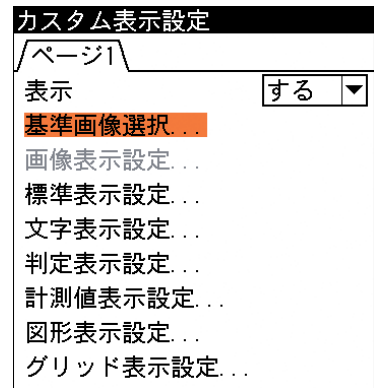 カスタム表示設定
ページ1
表示 する ▼
基準画像選択...
画像表示設定...
標準表示設定...
文字表示設定...
判定表示設定...
計測値表示設定...
図形表示設定...
グリッド表示設定...